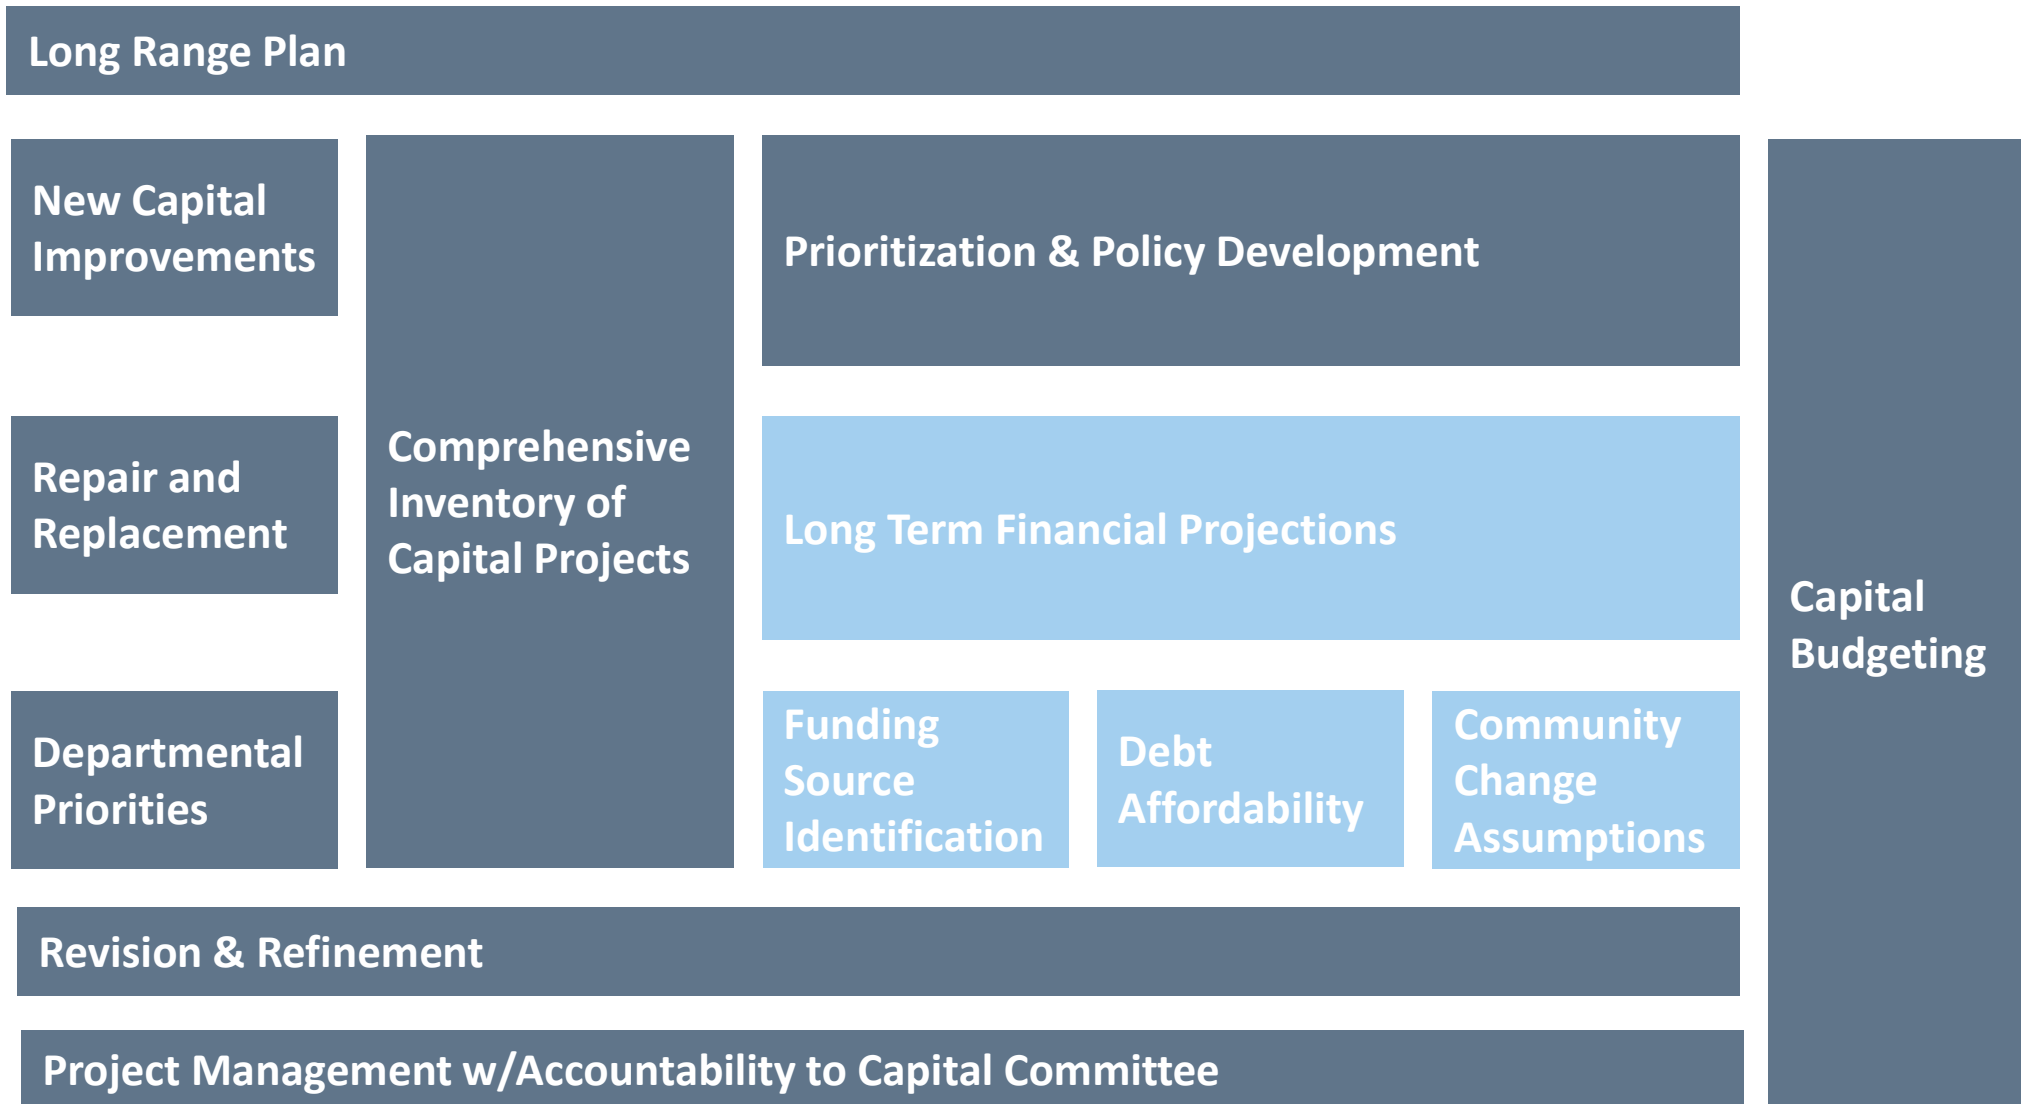 Long Range Plan
New Capital
Improvements
Repair and
Replacement
Departmental
Priorities
Comprehensive
Inventory of
Capital Projects
Prioritization & Policy Development
Long Term Financial Projections
Funding
Source
Identification
Debt
Affordability
Community
Change
Assumptions
Capital
Budgeting
Revision & Refinement
Project Management w/Accountability to Capital Committee